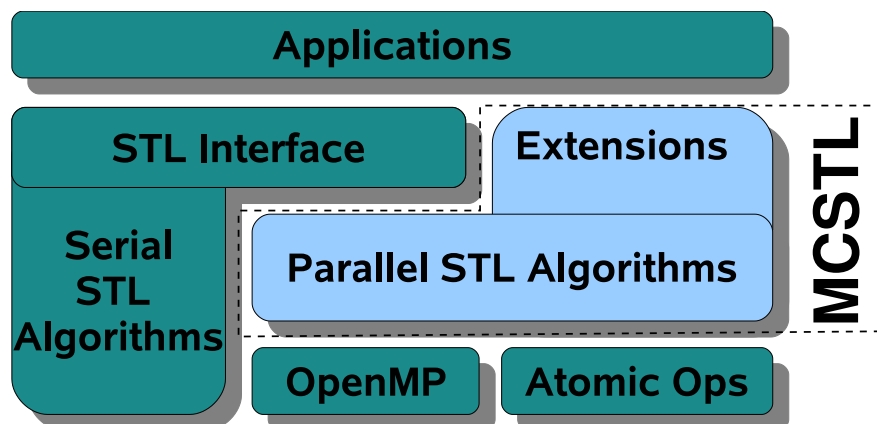 Applications
STL Interface
Extensions
Serial
STL
Algorithms
Parallel STL Algorithms
MCSTL
OpenMP
Atomic Ops